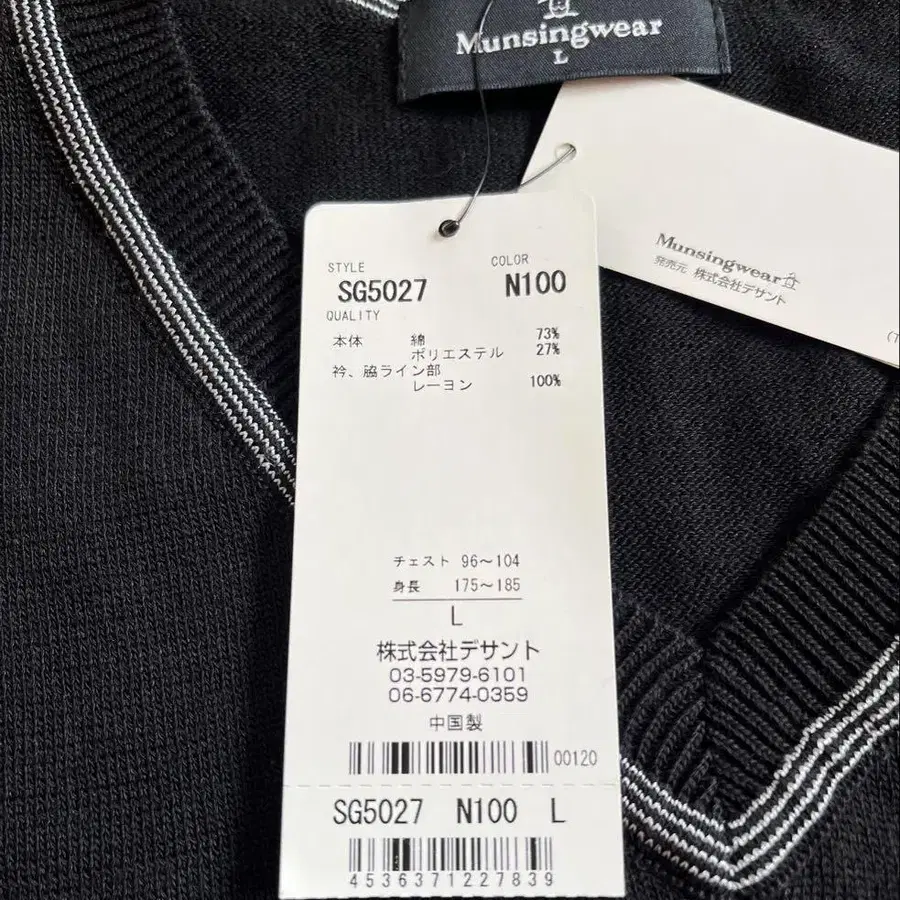 Munsingwear
L
Munsingwear
発売元 株式会社デサント
STYLE COLOR
SG5027 N100
QUALITY
本体 綿 73%
ポリエステル 27%
衿、脇ライン部
レーヨン 100%
チェスト 96〜104
身長 175〜185
L
株式会社デサント
03-5979-6101
06-6774-0359
中国製
00120
SG5027 N100 L
4536371227839